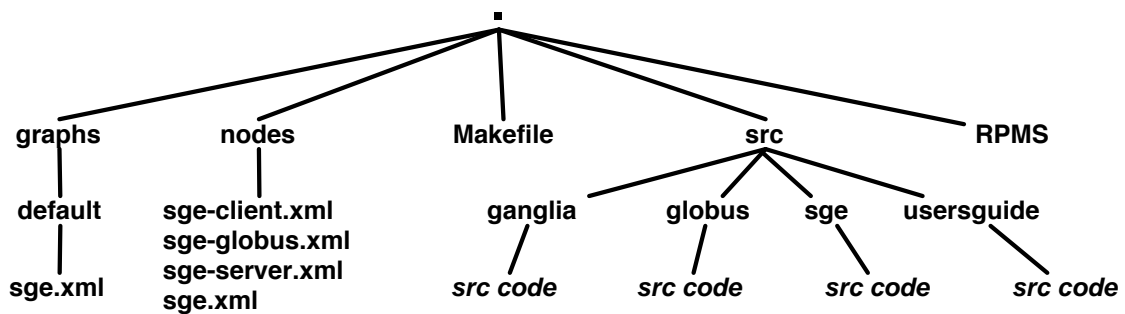 .
graphs nodes Makefile src RPMS
default sge-client.xml ganglia globus sge usersguide
sge-globus.xml
sge-server.xml
sge.xml src code src code src code src code
sge.xml